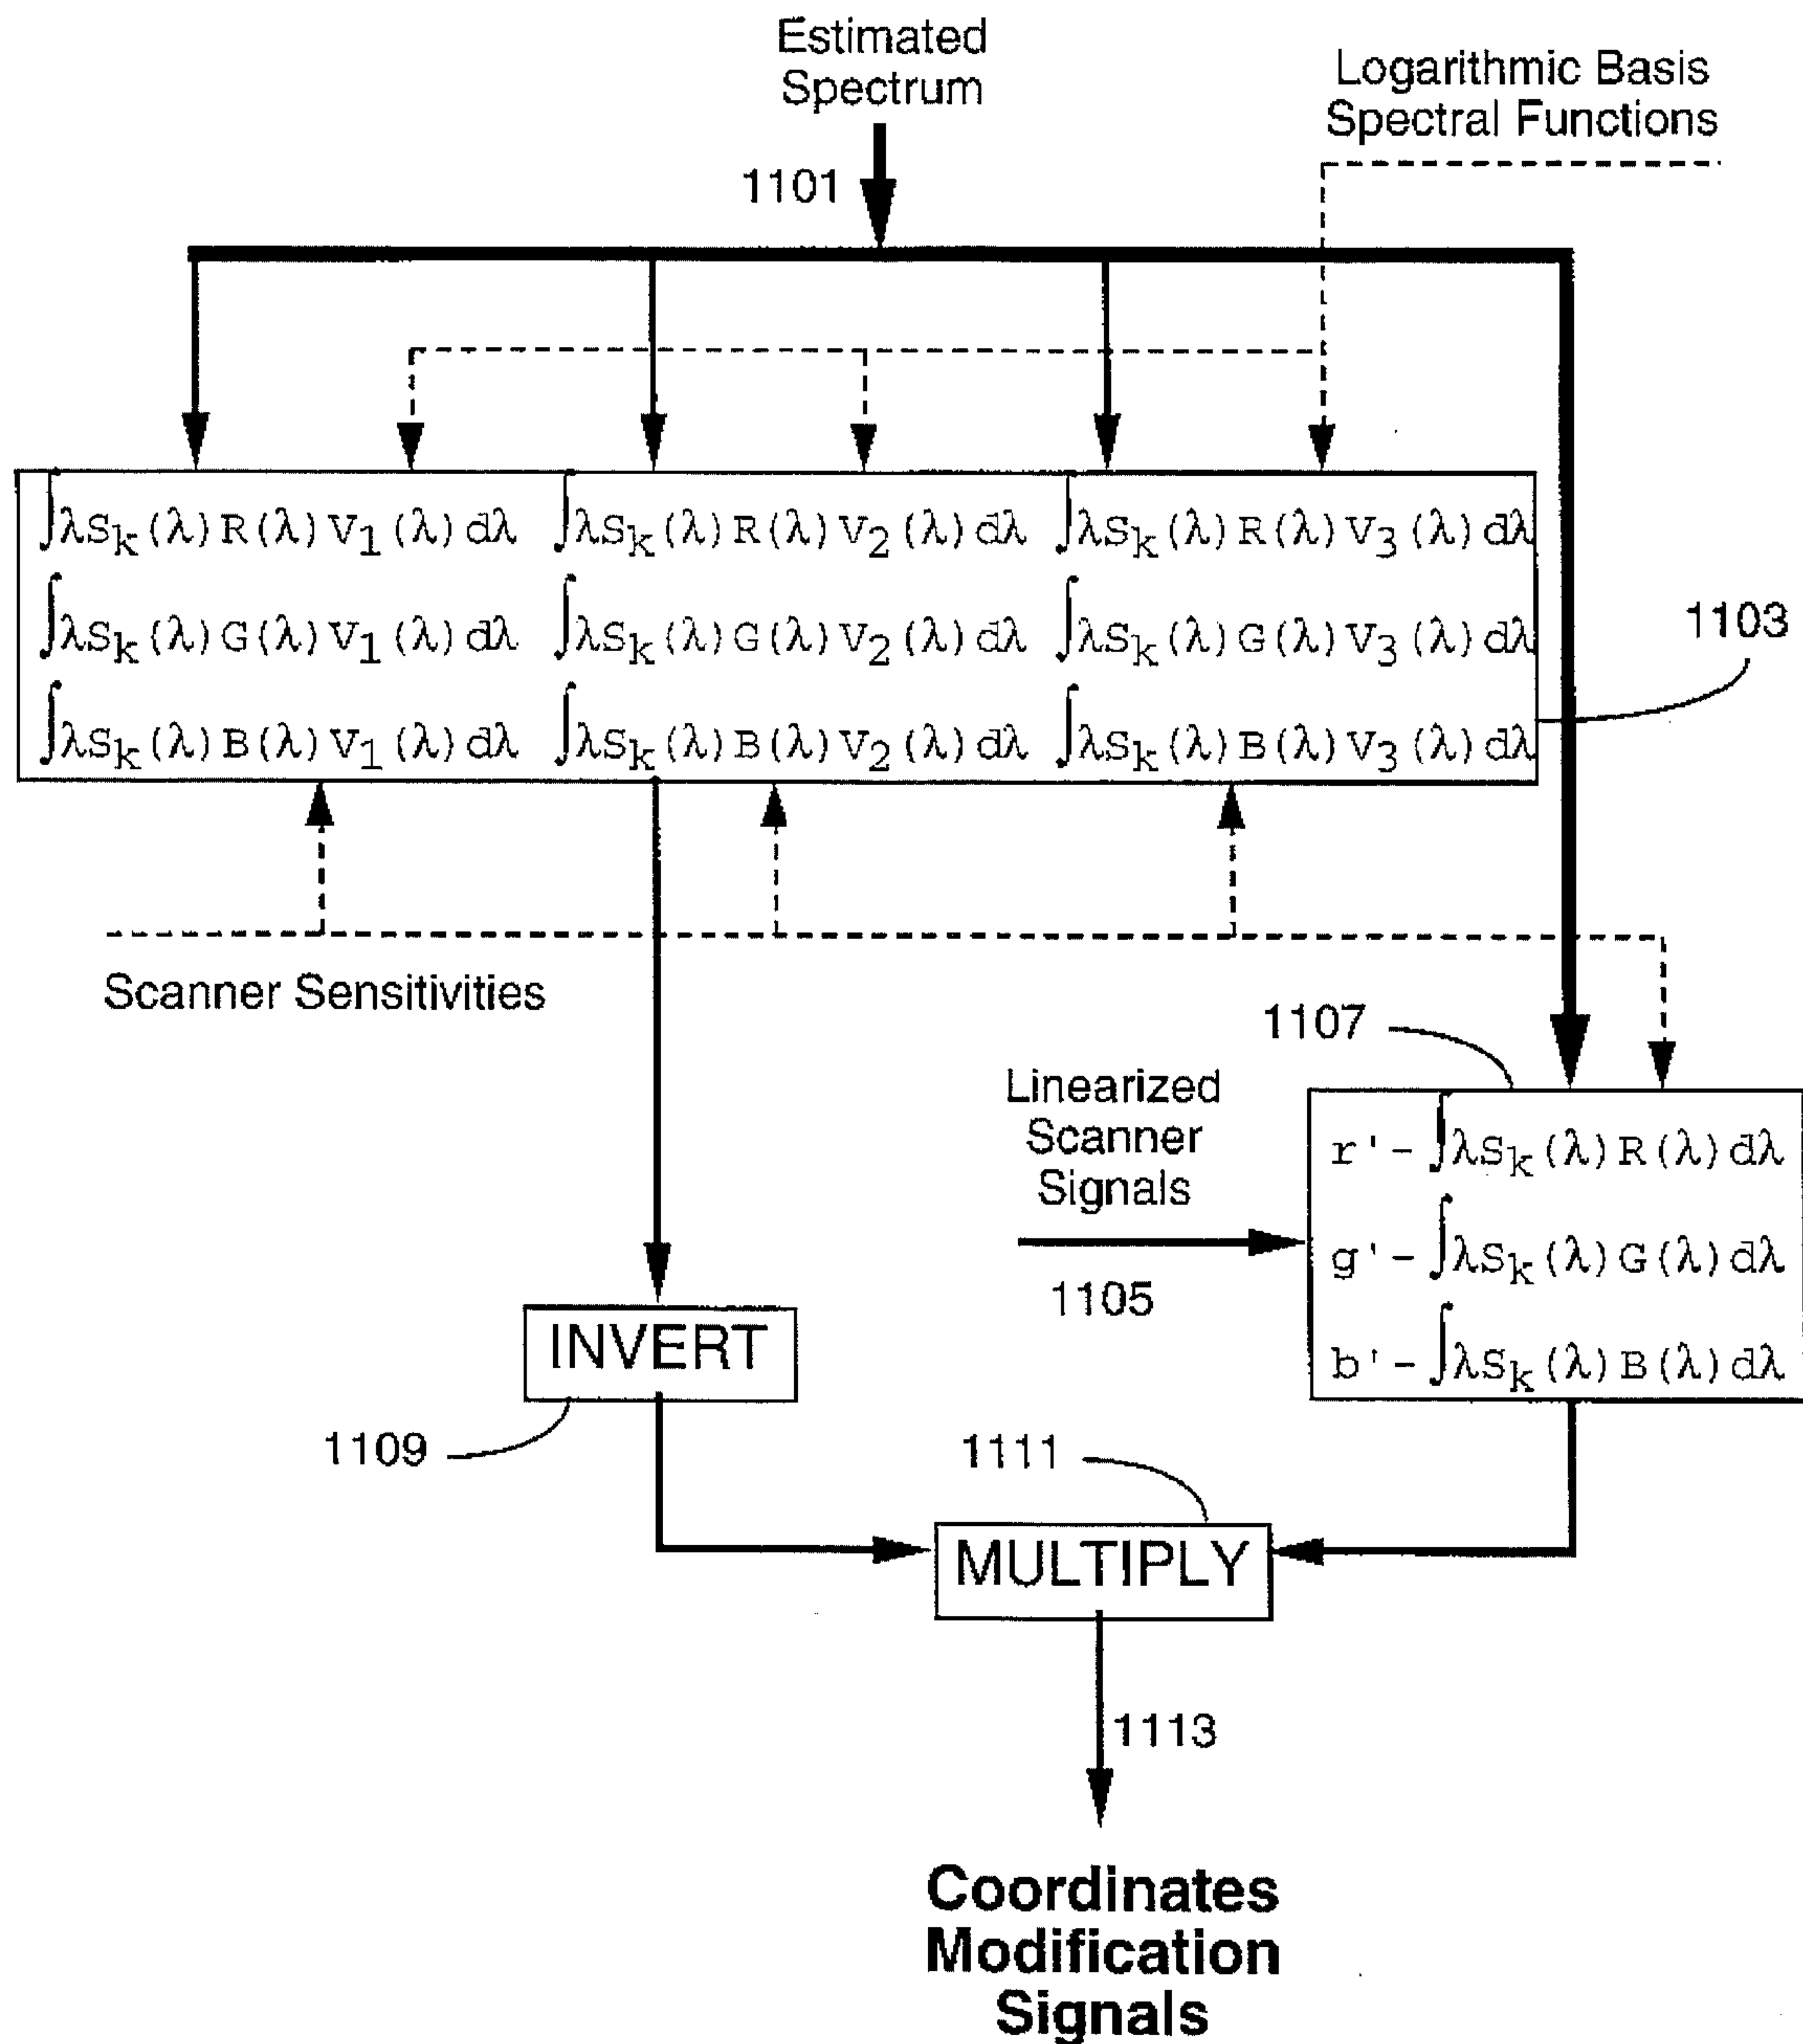 Estimated
Spectrum
Logarithmic Basis
Spectral Functions
1101
∫λSk(λ)R(λ)V1(λ)dλ ∫λSk(λ)R(λ)V2(λ)dλ ∫λSk(λ)R(λ)V3(λ)dλ
∫λSk(λ)G(λ)V1(λ)dλ ∫λSk(λ)G(λ)V2(λ)dλ ∫λSk(λ)G(λ)V3(λ)dλ
∫λSk(λ)B(λ)V1(λ)dλ ∫λSk(λ)B(λ)V2(λ)dλ ∫λSk(λ)B(λ)V3(λ)dλ
1103
Scanner Sensitivities
1107
Linearized
Scanner
Signals
1105
r'-∫λSk(λ)R(λ)dλ
g'-∫λSk(λ)G(λ)dλ
b'-∫λSk(λ)B(λ)dλ
INVERT
1109
1111
MULTIPLY
1113
Coordinates
Modification
Signals